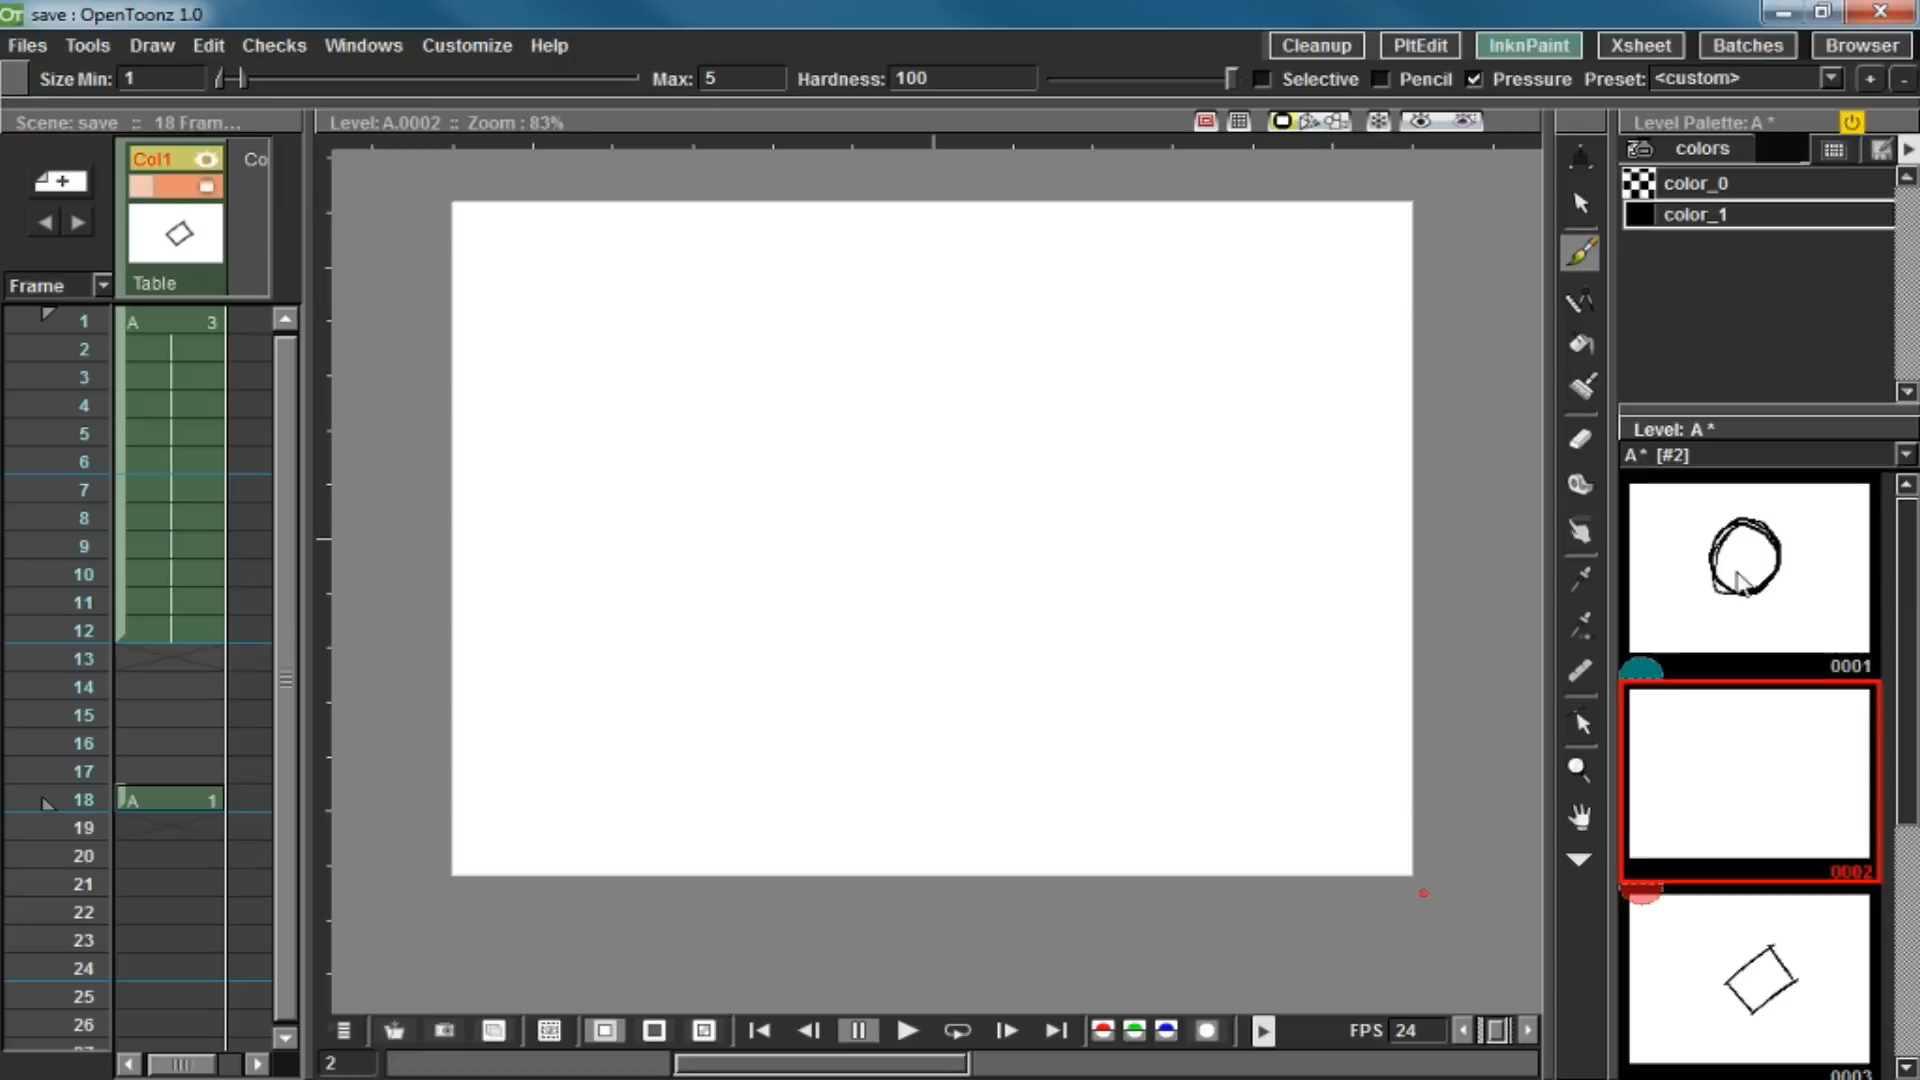 save : OpenToonz 1.0
Files Tools Draw Edit Checks Windows Customize Help Cleanup PltEdit InknPaint Xsheet Batches Browser
Size Min: 1 Max: 5 Hardness: 100 Selective Pencil Pressure Preset: <custom> + -
Scene: save :: 18 Fram... Level: A.0002 :: Zoom : 83% Level Palette: A *
colors
Col1 Co
color_0
color_1
Table
Frame
1 A 3
2
3
4
5
6
7
8
9
10
11
12
13
14
15
16
17
18 A 1
19
20
21
22
23
24
25
26
Level: A *
A * [#2]
0001
0002
0003
FPS 24
2